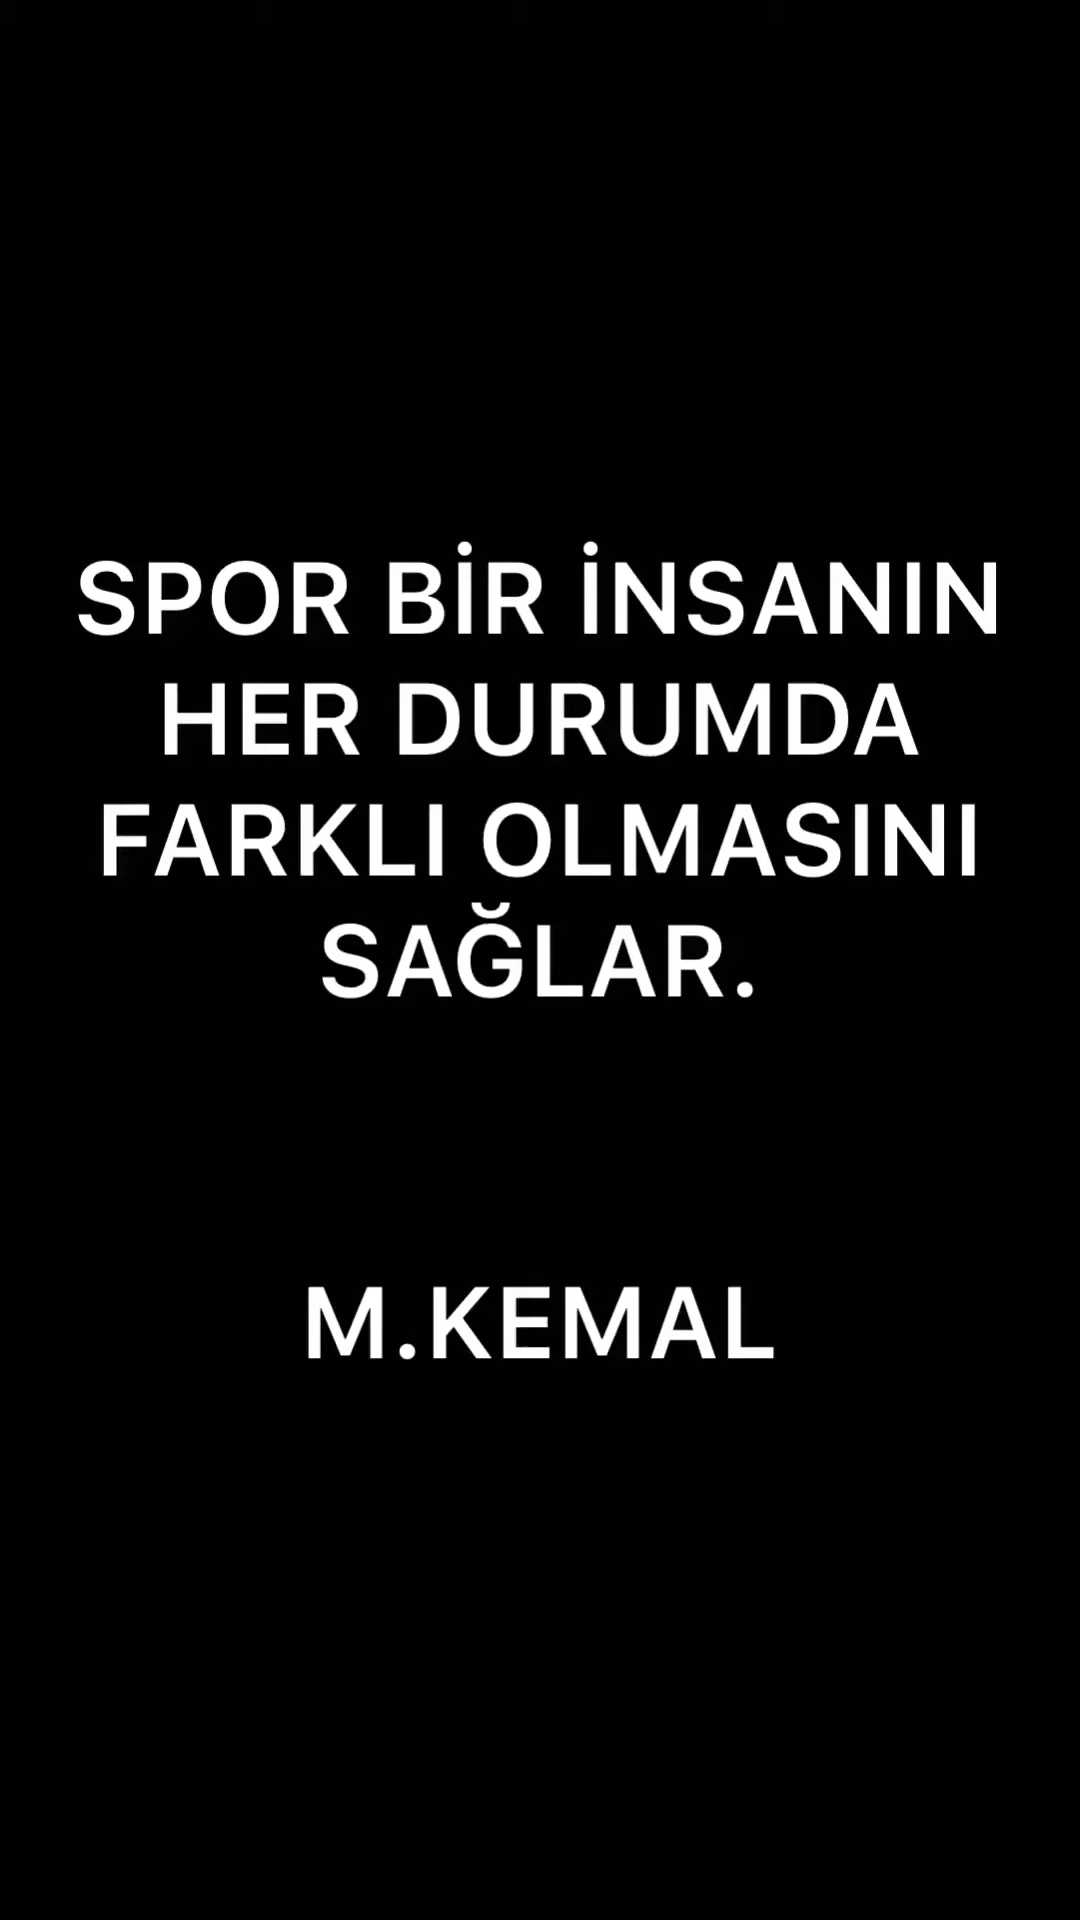 SPOR BİR İNSANIN
HER DURUMDA
FARKLI OLMASINI
SAĞLAR.
M.KEMAL